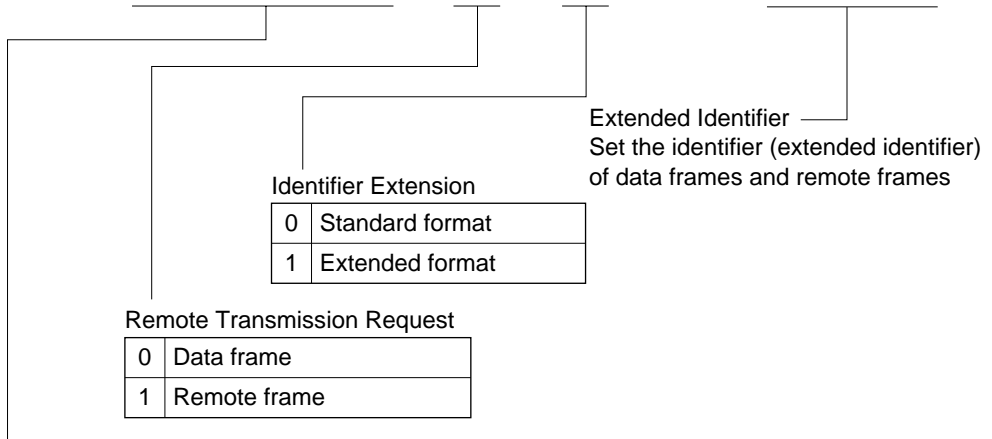 Extended Identifier
Set the identifier (extended identifier)
of data frames and remote frames
Identifier Extension
0 Standard format
1 Extended format
Remote Transmission Request
0 Data frame
1 Remote frame